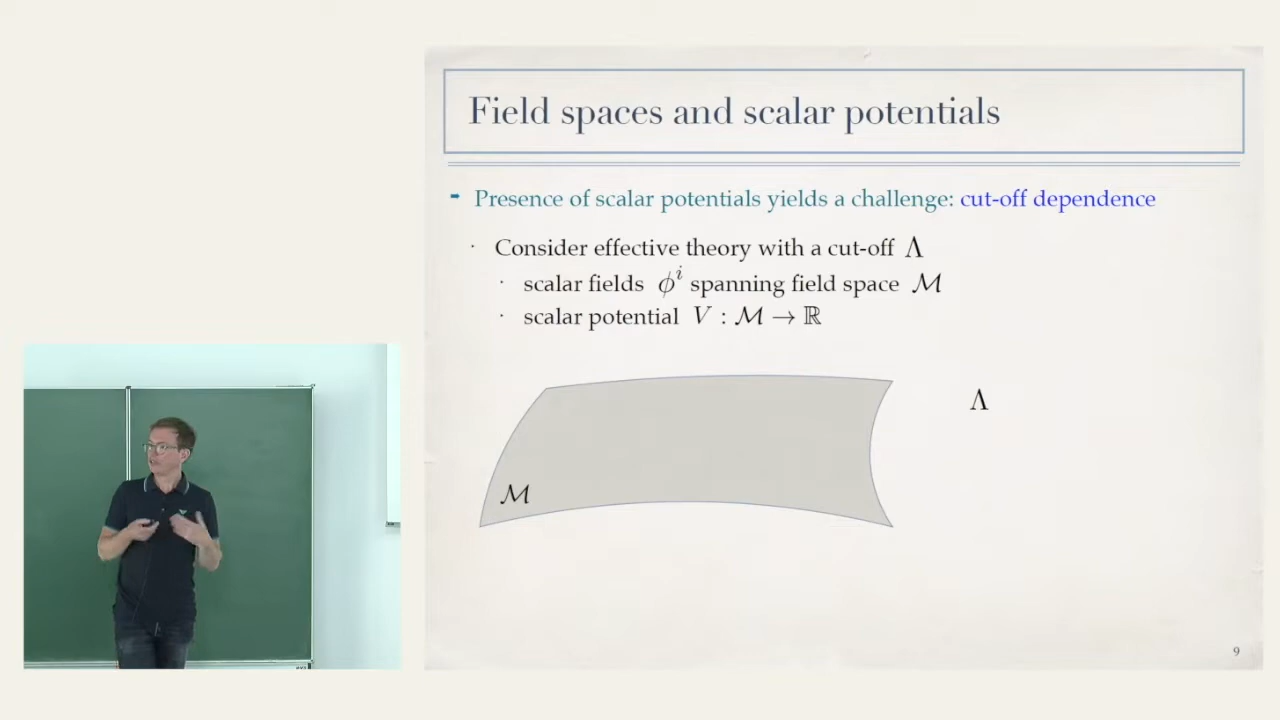 Field spaces and scalar potentials
Presence of scalar potentials yields a challenge: cut-off dependence
· Consider effective theory with a cut-off Λ
· scalar fields ϕ^i spanning field space ℳ
· scalar potential V : ℳ → ℝ
Λ
ℳ
9